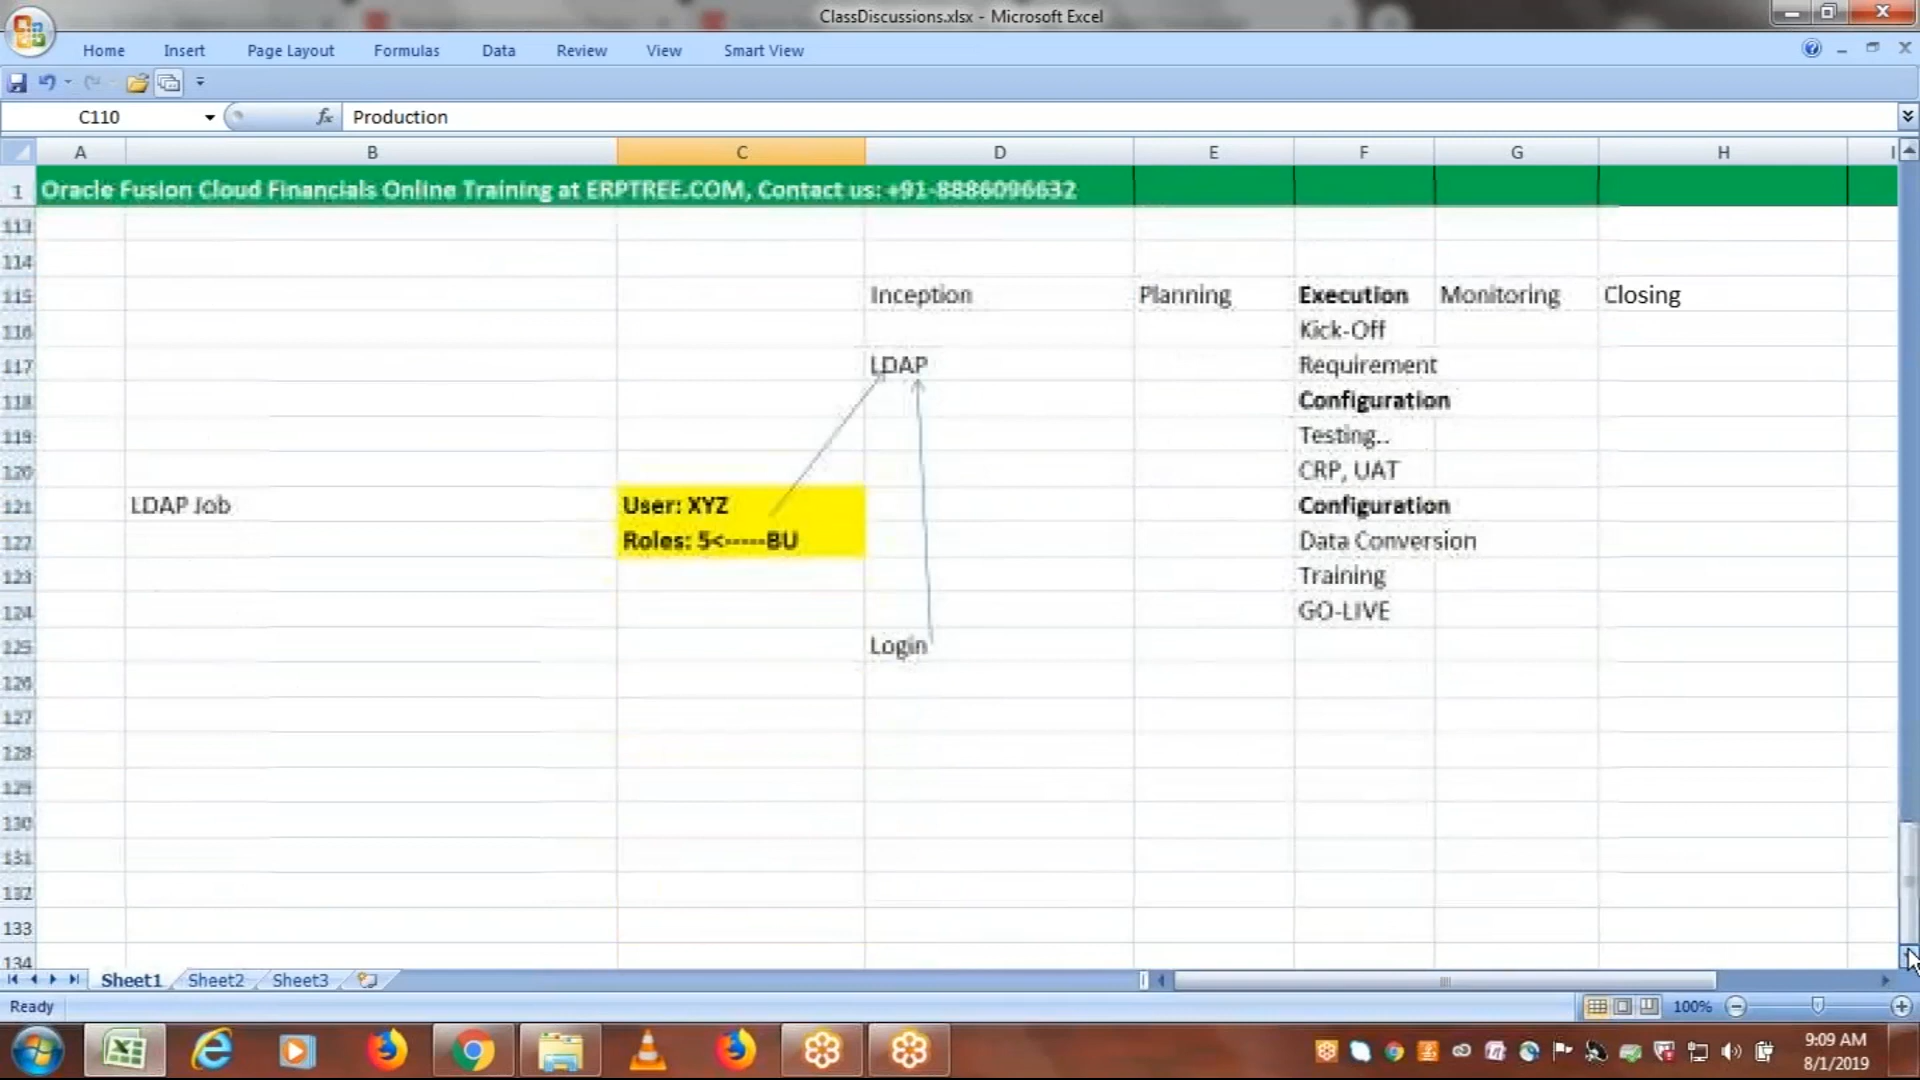 ClassDiscussions.xlsx - Microsoft Excel
Home Insert Page Layout Formulas Data Review View Smart View
C110 fx Production
A B C D E F G H I
1 Oracle Fusion Cloud Financials Online Training at ERPTREE.COM, Contact us: +91-8886096632
113
114
115 Inception Planning Execution Monitoring Closing
116 Kick-Off
117 LDAP Requirement
118 Configuration
119 Testing..
120 CRP, UAT
121 LDAP Job User: XYZ Configuration
122 Roles: 5<-----BU Data Conversion
123 Training
124 GO-LIVE
125 Login
126
127
128
129
130
131
132
133
134
Sheet1 Sheet2 Sheet3
Ready 100%
9:09 AM
8/1/2019